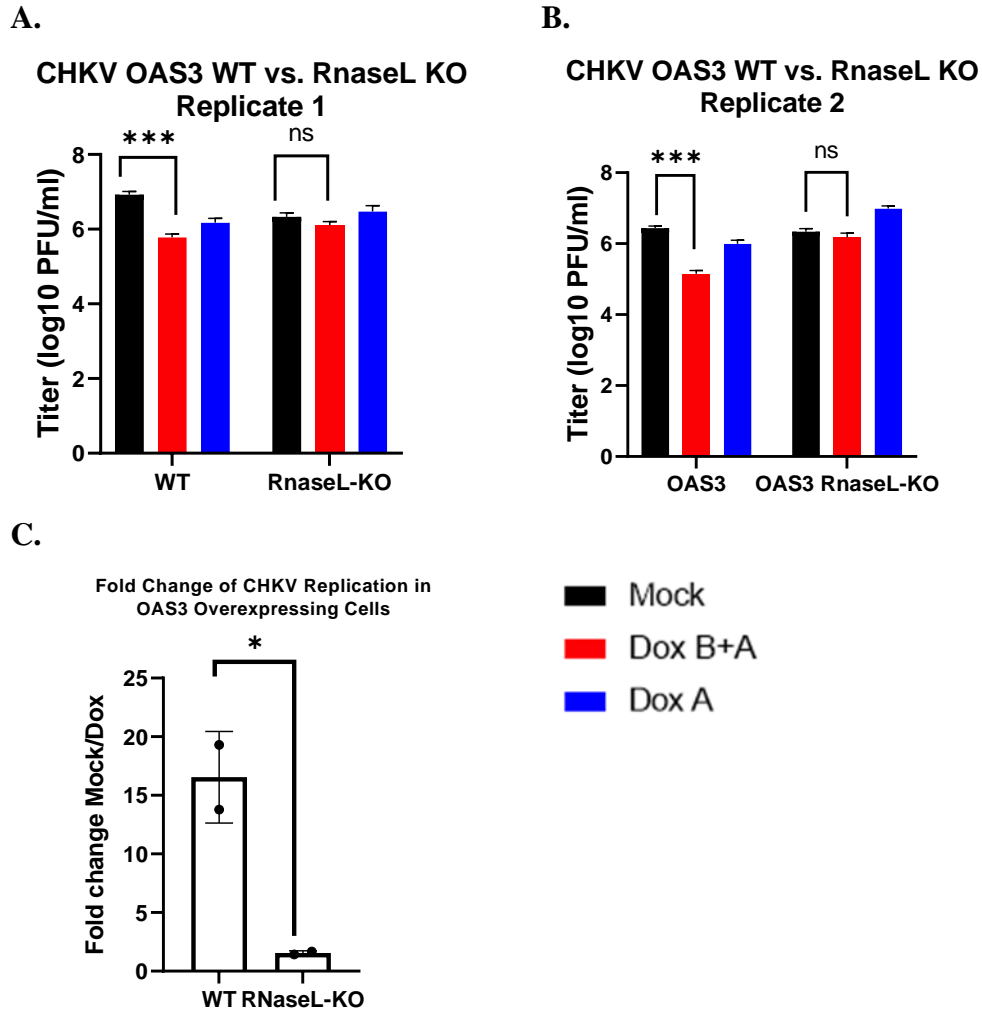 A.
CHKV OAS3 WT vs. RnaseL KO
Replicate 1
***
ns
8
6
4
2
0
Titer (log10 PFU/ml)
WT
RnaseL-KO
B.
CHKV OAS3 WT vs. RnaseL KO
Replicate 2
***
ns
8
6
4
2
0
Titer (log10 PFU/ml)
OAS3
OAS3 RnaseL-KO
C.
Fold Change of CHKV Replication in
OAS3 Overexpressing Cells
*
25
20
15
10
5
0
Fold change Mock/Dox
WT
RNaseL-KO
Mock
Dox B+A
Dox A